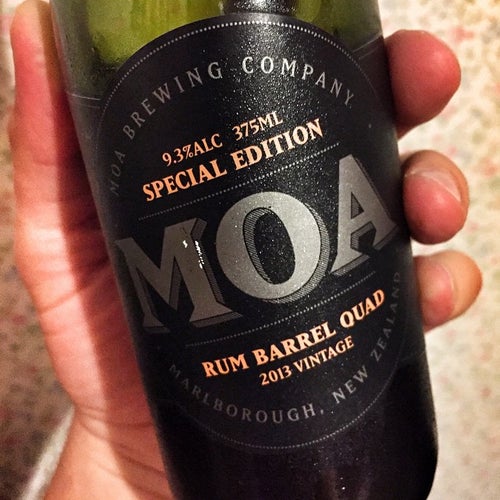 MOA BREWING COMPANY
9.3%ALC 375ML
SPECIAL EDITION
MOA
RUM BARREL QUAD
2013 VINTAGE
MARLBOROUGH, NEW ZEALAND